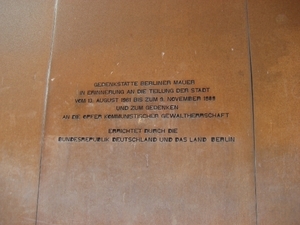 GEDENKSTÄTTE BERLINER MAUER
IN ERINNERUNG AN DIE TEILUNG DER STADT
VOM 13. AUGUST 1961 BIS ZUM 9. NOVEMBER 1989
UND ZUM GEDENKEN
AN DIE OPFER KOMMUNISTISCHER GEWALTHERRSCHAFT
ERRICHTET DURCH DIE
BUNDESREPUBLIK DEUTSCHLAND UND DAS LAND BERLIN